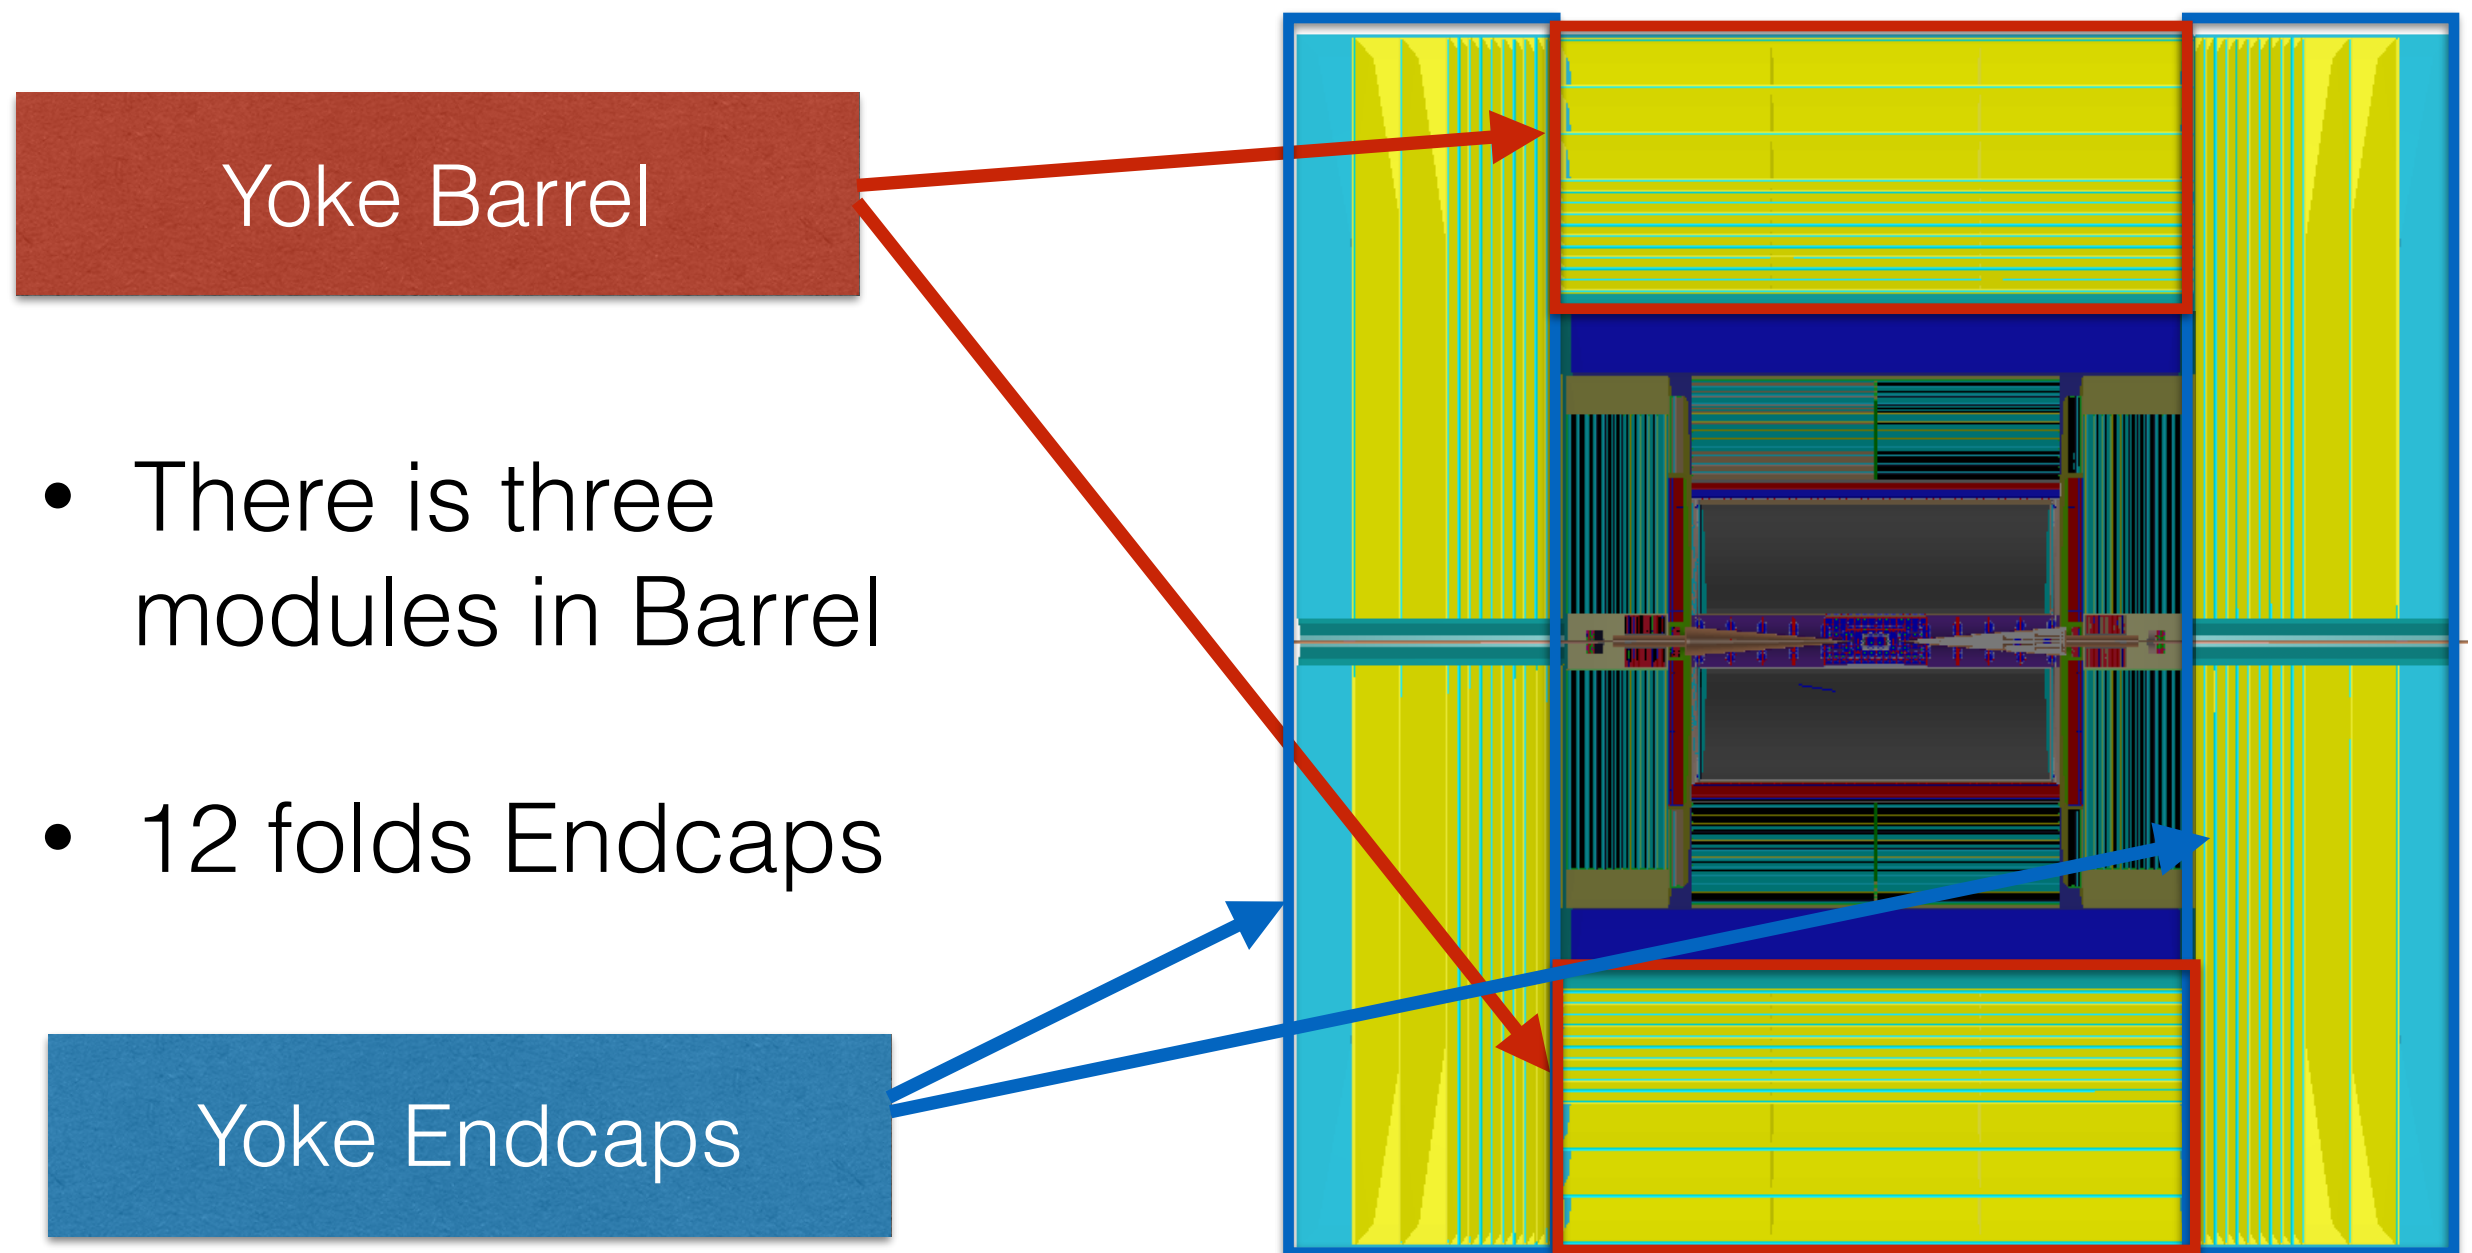 Yoke Barrel
• There is three
modules in Barrel
• 12 folds Endcaps
Yoke Endcaps